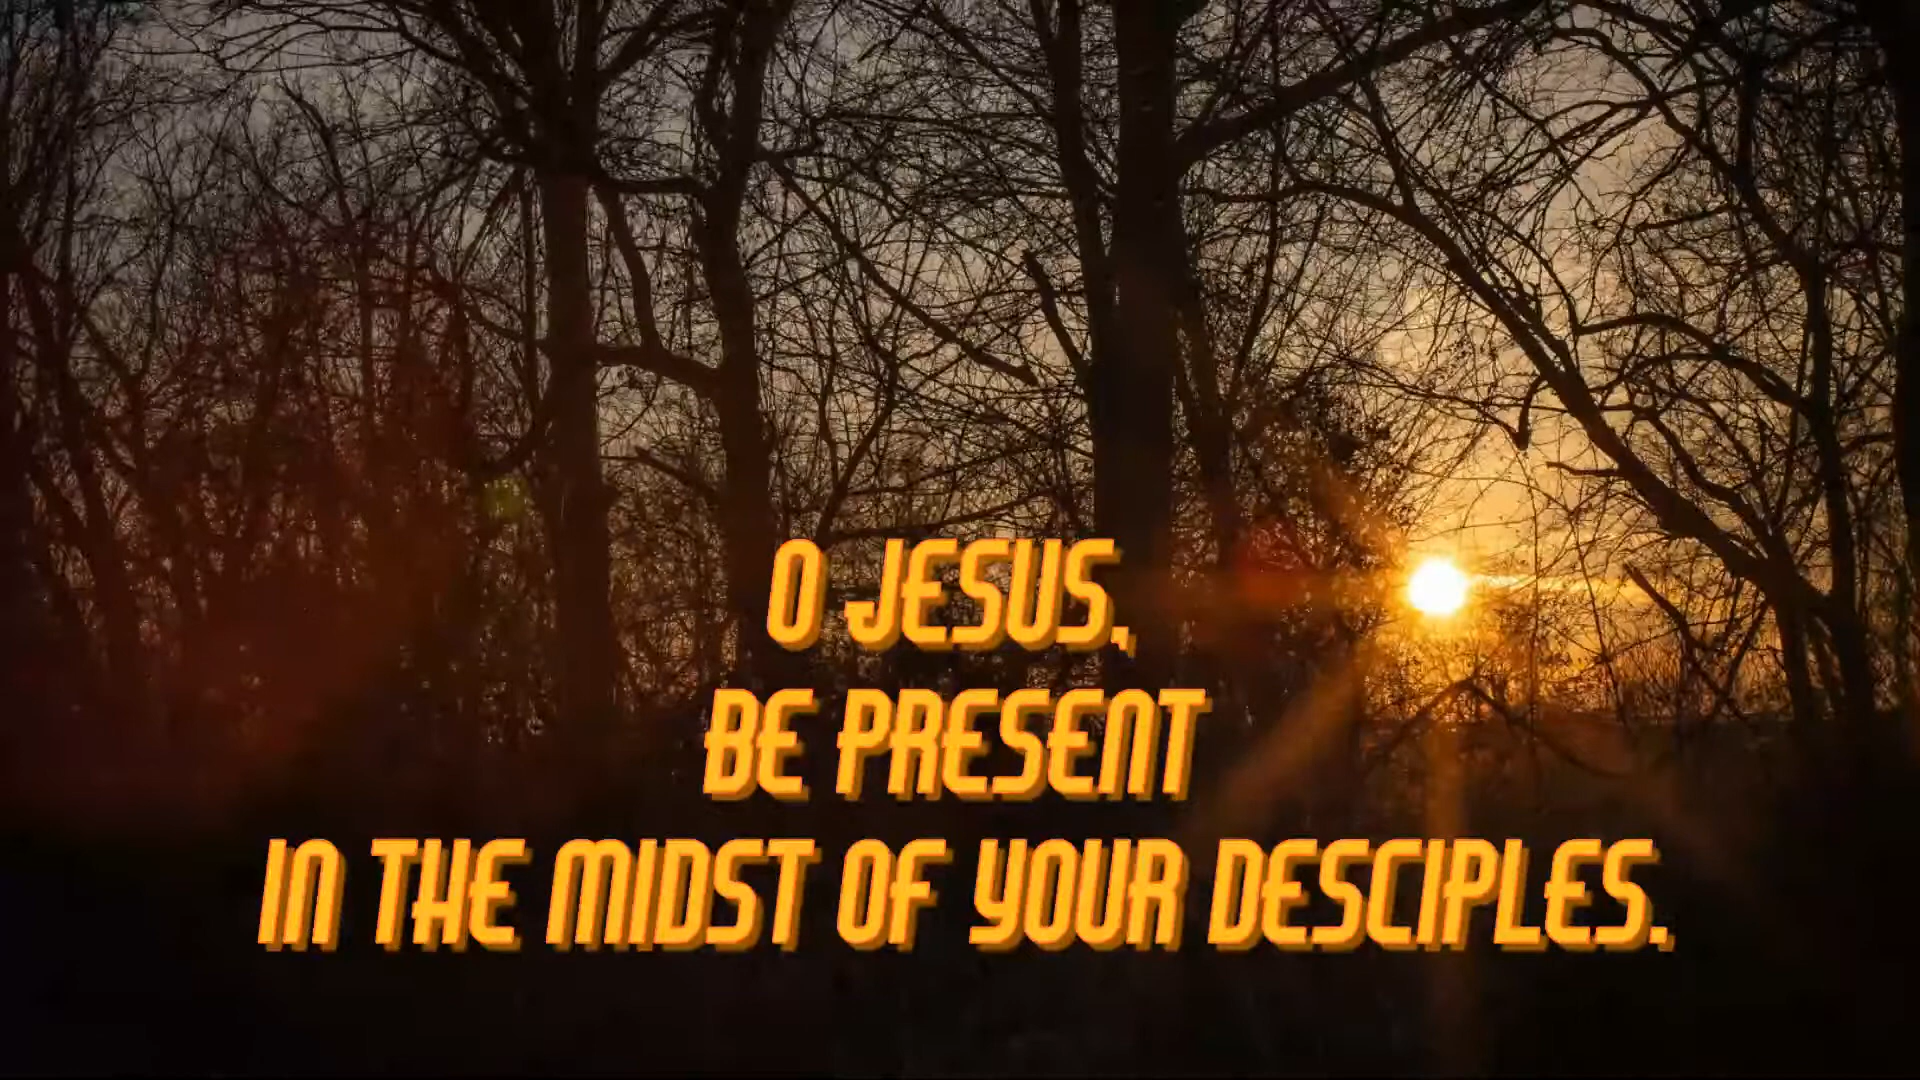 O JESUS,
BE PRESENT
IN THE MIDST OF YOUR DESCIPLES.